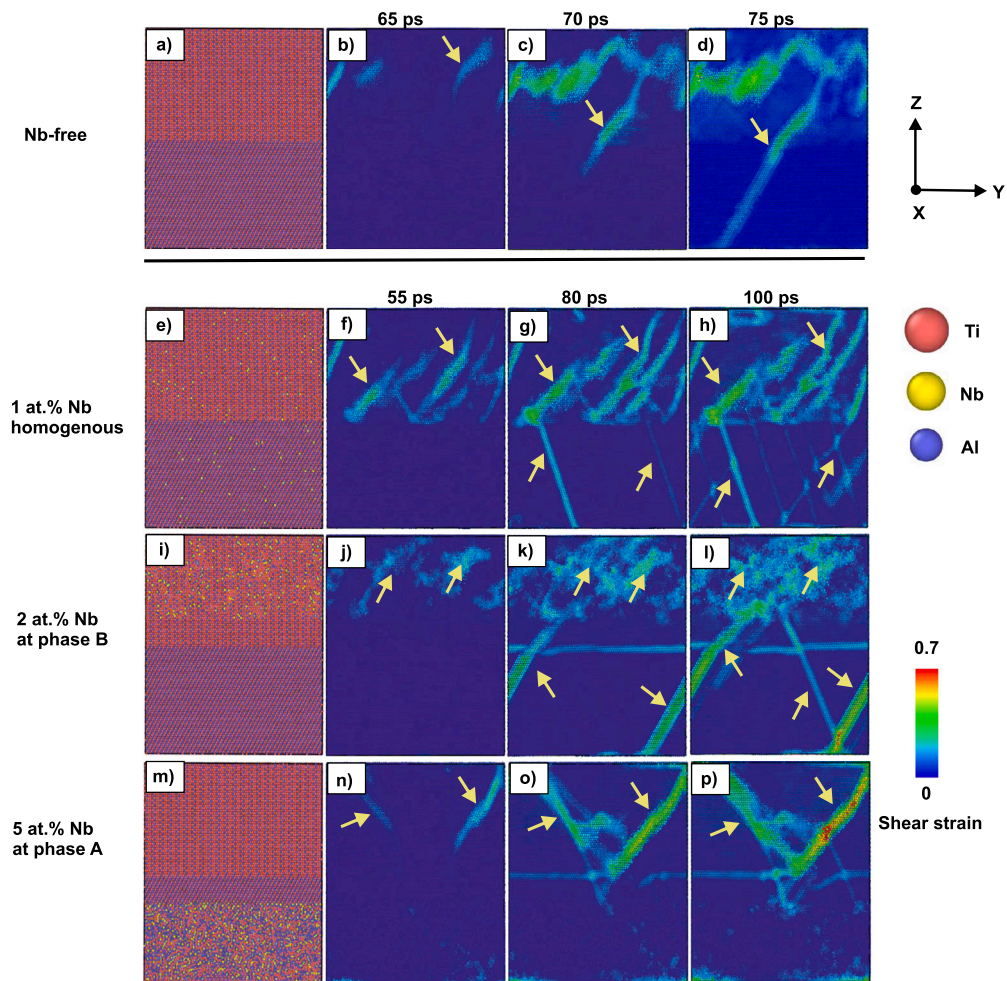 65 ps 70 ps 75 ps
a) b) c) d)
Nb-free
Z
Y
X
55 ps 80 ps 100 ps
e) f) g) h)
Ti
Nb
Al
1 at.% Nb
homogenous
i) j) k) l)
2 at.% Nb
at phase B
0.7
0
Shear strain
m) n) o) p)
5 at.% Nb
at phase A